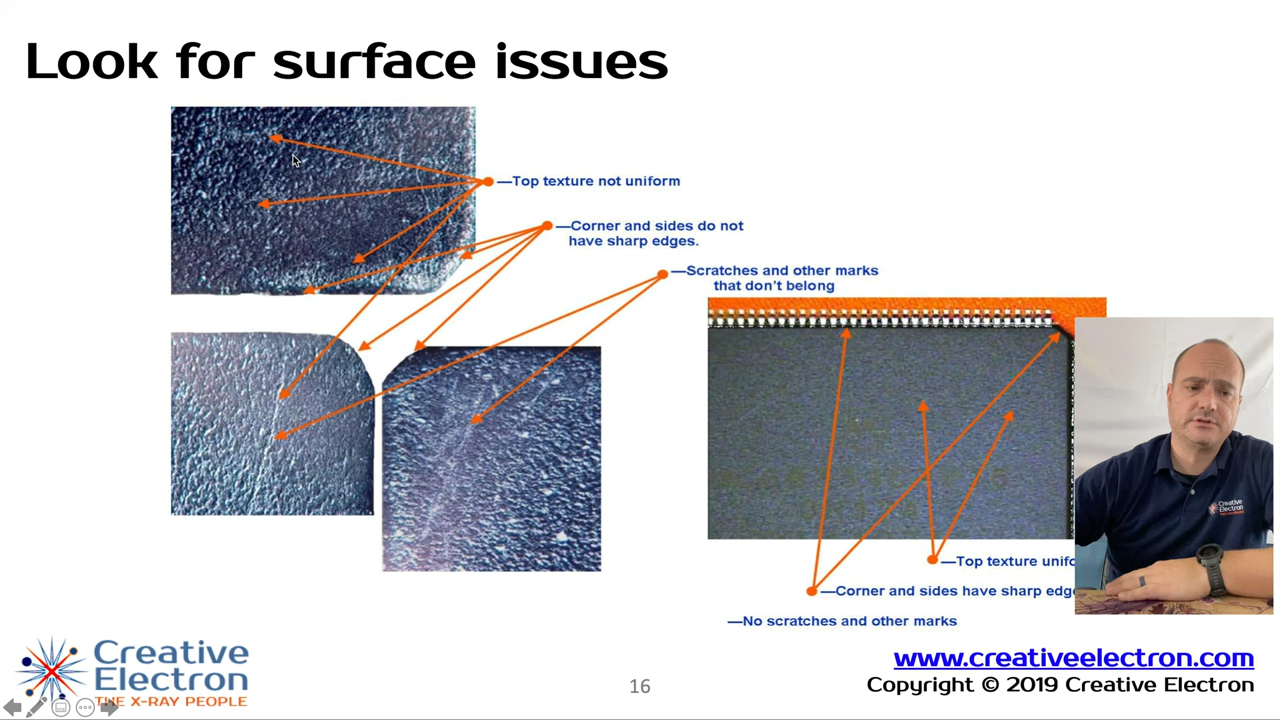 Look for surface issues
—Top texture not uniform
—Corner and sides do not
have sharp edges.
—Scratches and other marks
that don’t belong
—Top texture unifo
—Corner and sides have sharp edge
—No scratches and other marks
Creative
Electron
THE X-RAY PEOPLE
16
www.creativeelectron.com
Copyright © 2019 Creative Electron
Creative
Electron